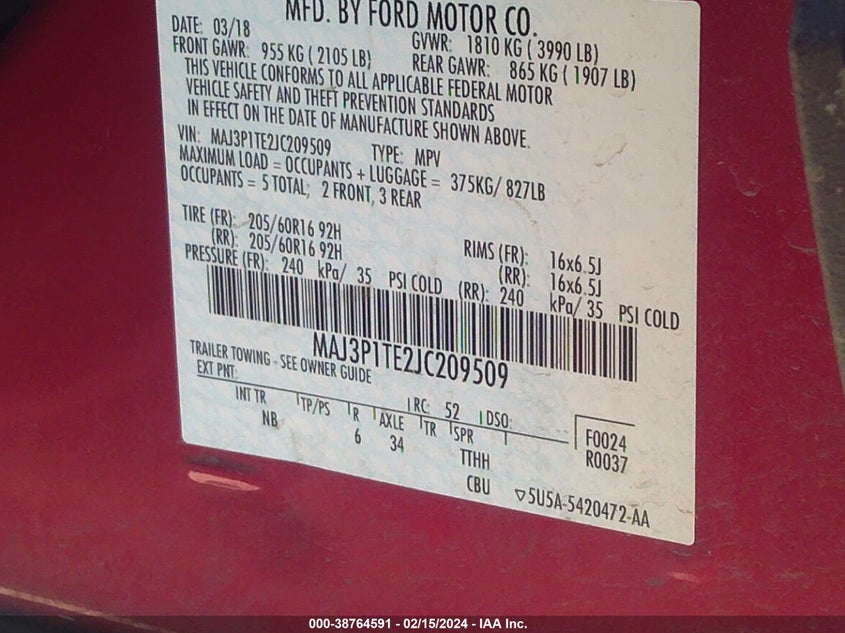 MFD. BY FORD MOTOR CO.
DATE: 03/18 GVWR: 1810 KG ( 3990 LB)
FRONT GAWR: 955 KG ( 2105 LB) REAR GAWR: 865 KG ( 1907 LB)
THIS VEHICLE CONFORMS TO ALL APPLICABLE FEDERAL MOTOR
VEHICLE SAFETY AND THEFT PREVENTION STANDARDS
IN EFFECT ON THE DATE OF MANUFACTURE SHOWN ABOVE.
VIN: MAJ3P1TE2JC209509 TYPE: MPV
MAXIMUM LOAD = OCCUPANTS + LUGGAGE = 375KG/ 827LB
OCCUPANTS = 5 TOTAL; 2 FRONT, 3 REAR
TIRE (FR): 205/60R16 92H RIMS (FR): 16x6.5J
(RR): 205/60R16 92H (RR): 16x6.5J
PRESSURE (FR): 240 kPa/ 35 PSI COLD (RR): 240 kPa/ 35 PSI COLD
MAJ3P1TE2JC209509
TRAILER TOWING - SEE OWNER GUIDE
EXT PNT: RC: 52 DSO:
INT TR TP/PS R AXLE TR SPR F0024
NB 6 34 TTHH R0037
CBU ▽5U5A-5420472-AA
000-38764591 - 02/15/2024 - IAA Inc.